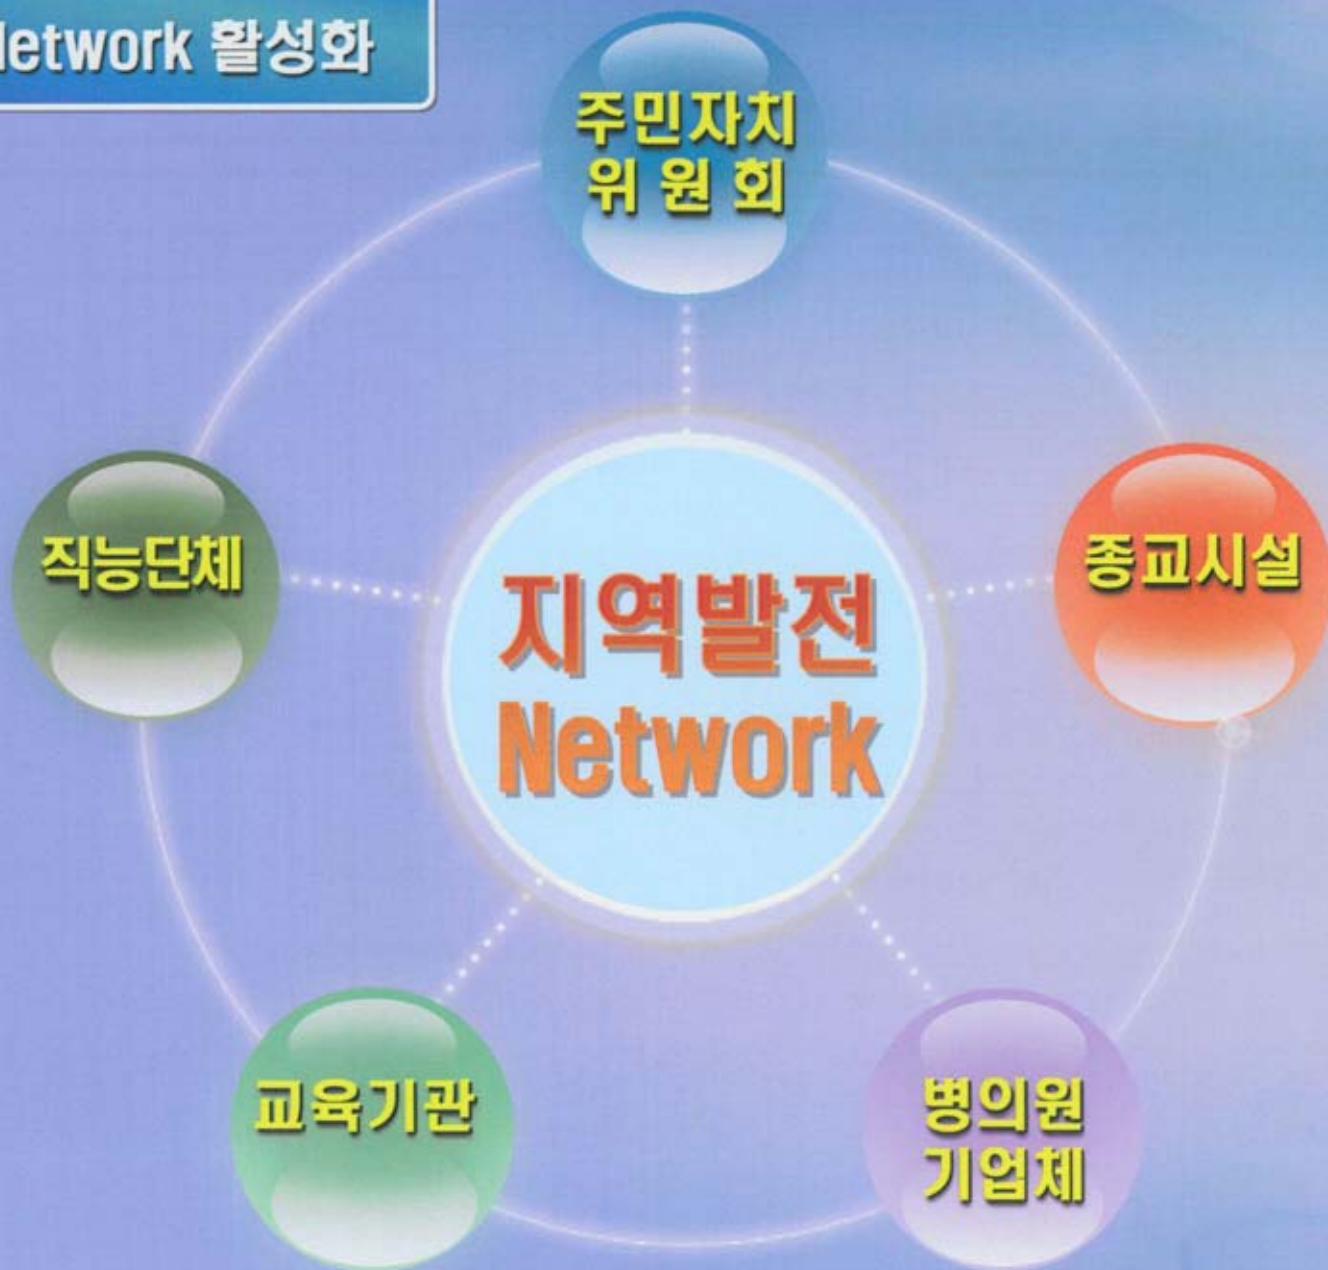 Network 활성화
주민자치
위 원 회
직능단체
종교시설
지역발전
Network
교육기관
병의원
기업체